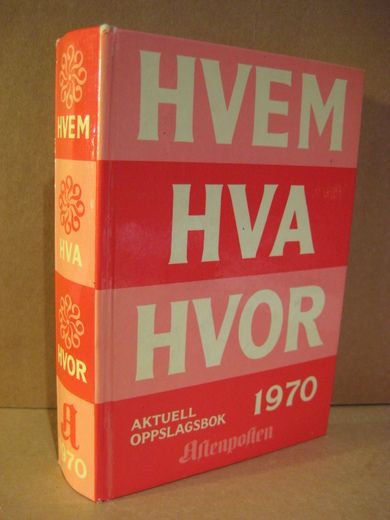 HVEM
HVA
HVOR
A
1970
HVEM
HVA
HVOR
AKTUELL
OPPSLAGSBOK
1970
Aftenposten